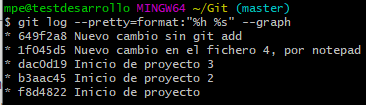 mpe@testdesarrollo MINGW64 ~/Git (master)
$ git log --pretty=format:"%h %s" --graph
* 649f2a8 Nuevo cambio sin git add
* 1f045d5 Nuevo cambio en el fichero 4, por notepad
* dac0d19 Inicio de proyecto 3
* b3aac45 Inicio de proyecto 2
* f8d4822 Inicio de proyecto